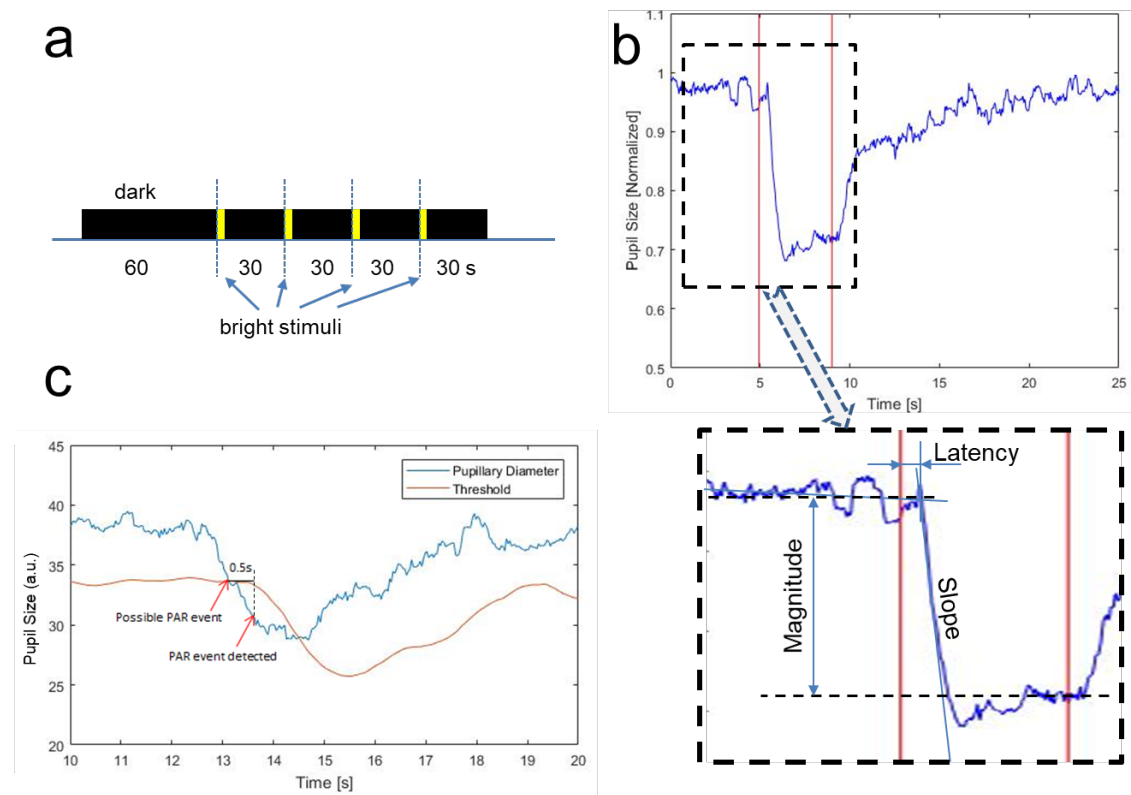 a
dark
60
30
30
30
30 s
bright stimuli
b
1.1
1
0.9
0.8
0.7
0.6
0.5
Pupil Size [Normalized]
0
5
10
15
20
25
Time [s]
Latency
Magnitude
Slope
c
45
40
35
30
25
20
Pupil Size (a.u.)
Pupillary Diameter
Threshold
0.5s
Possible PAR event
PAR event detected
10
11
12
13
14
15
16
17
18
19
20
Time [s]